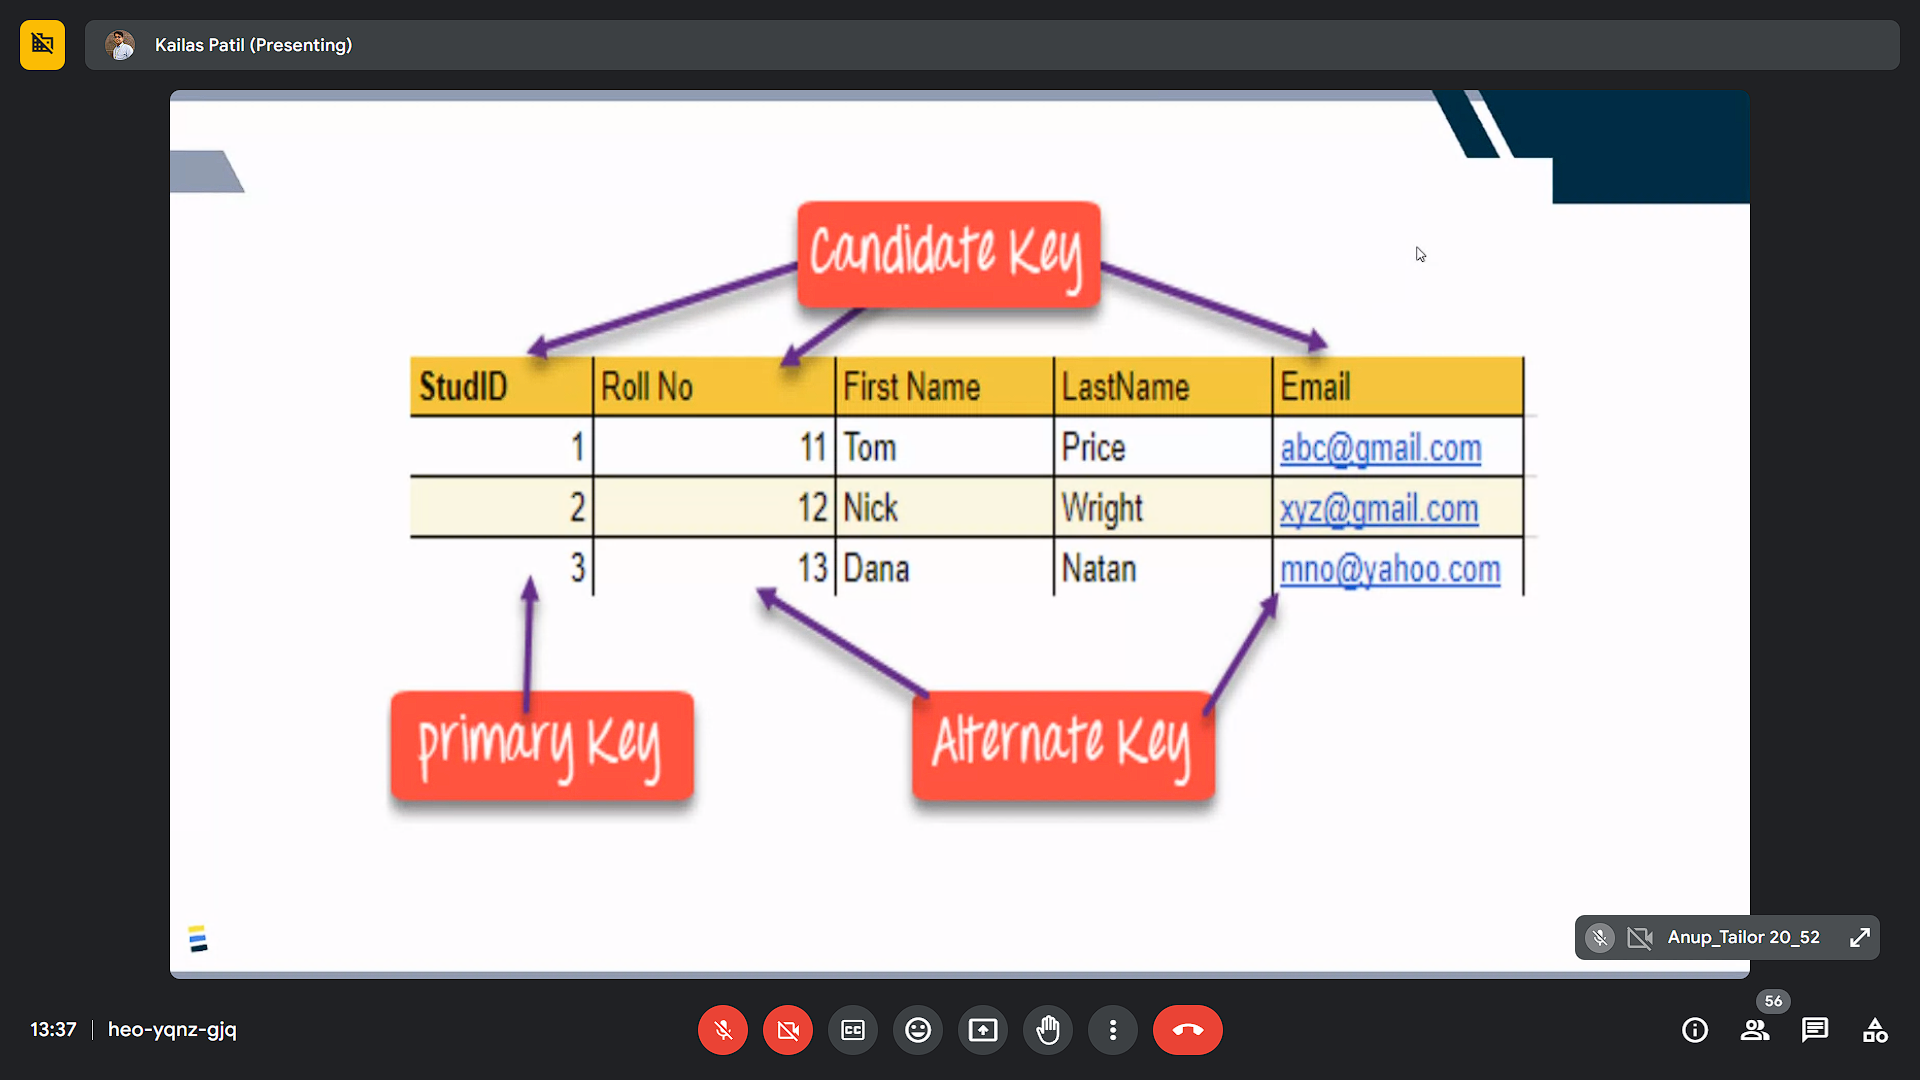 Kailas Patil (Presenting)
Candidate Key
StudID Roll No First Name LastName Email
1 11 Tom Price abc@gmail.com
2 12 Nick Wright xyz@gmail.com
3 13 Dana Natan mno@yahoo.com
primary Key Alternate Key
Anup_Tailor 20_52
56
13:37 heo-yqnz-gjq
CC